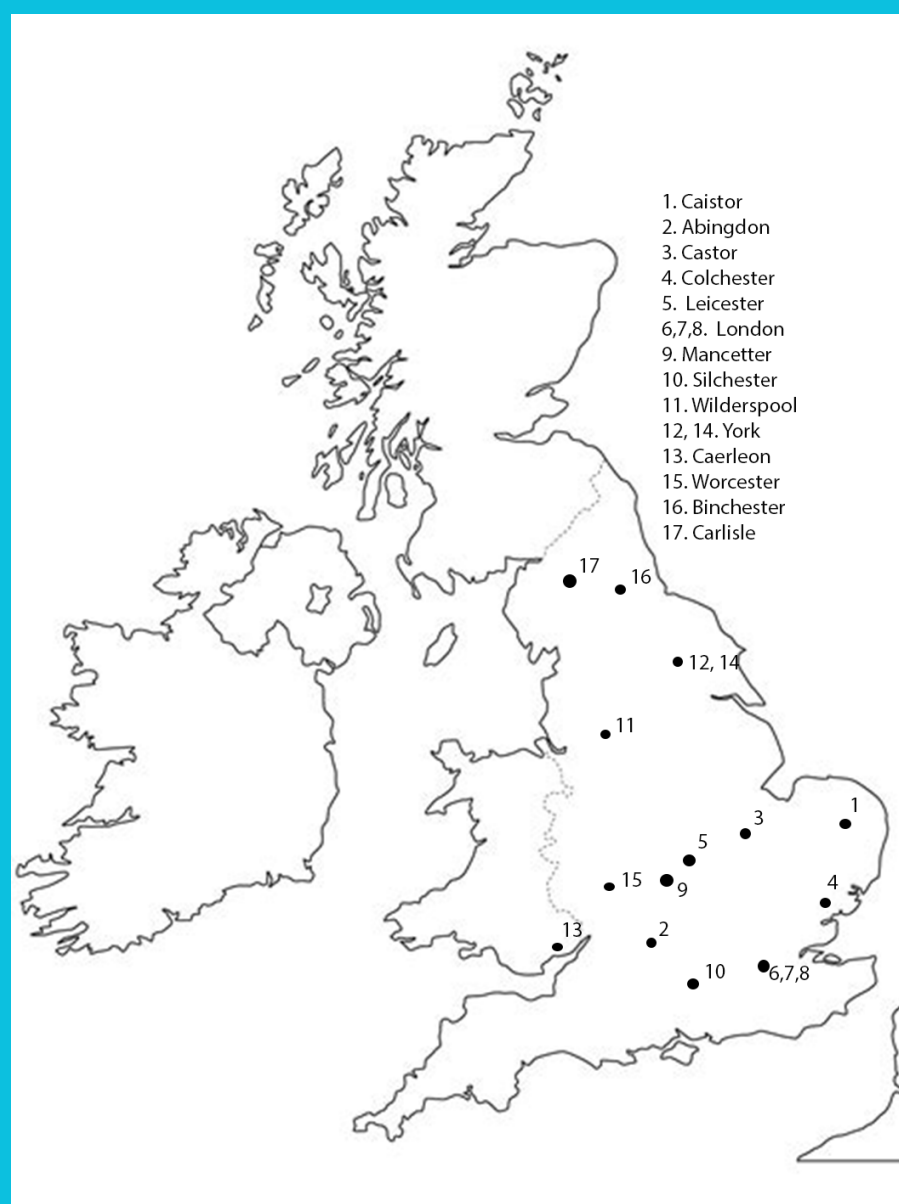 1. Caistor
2. Abingdon
3. Castor
4. Colchester
5. Leicester
6,7,8. London
9. Mancetter
10. Silchester
11. Wilderspool
12, 14. York
13. Caerleon
15. Worcester
16. Binchester
17. Carlisle
17
16
12, 14
11
1
3
5
15
9
4
13
2
10
6,7,8